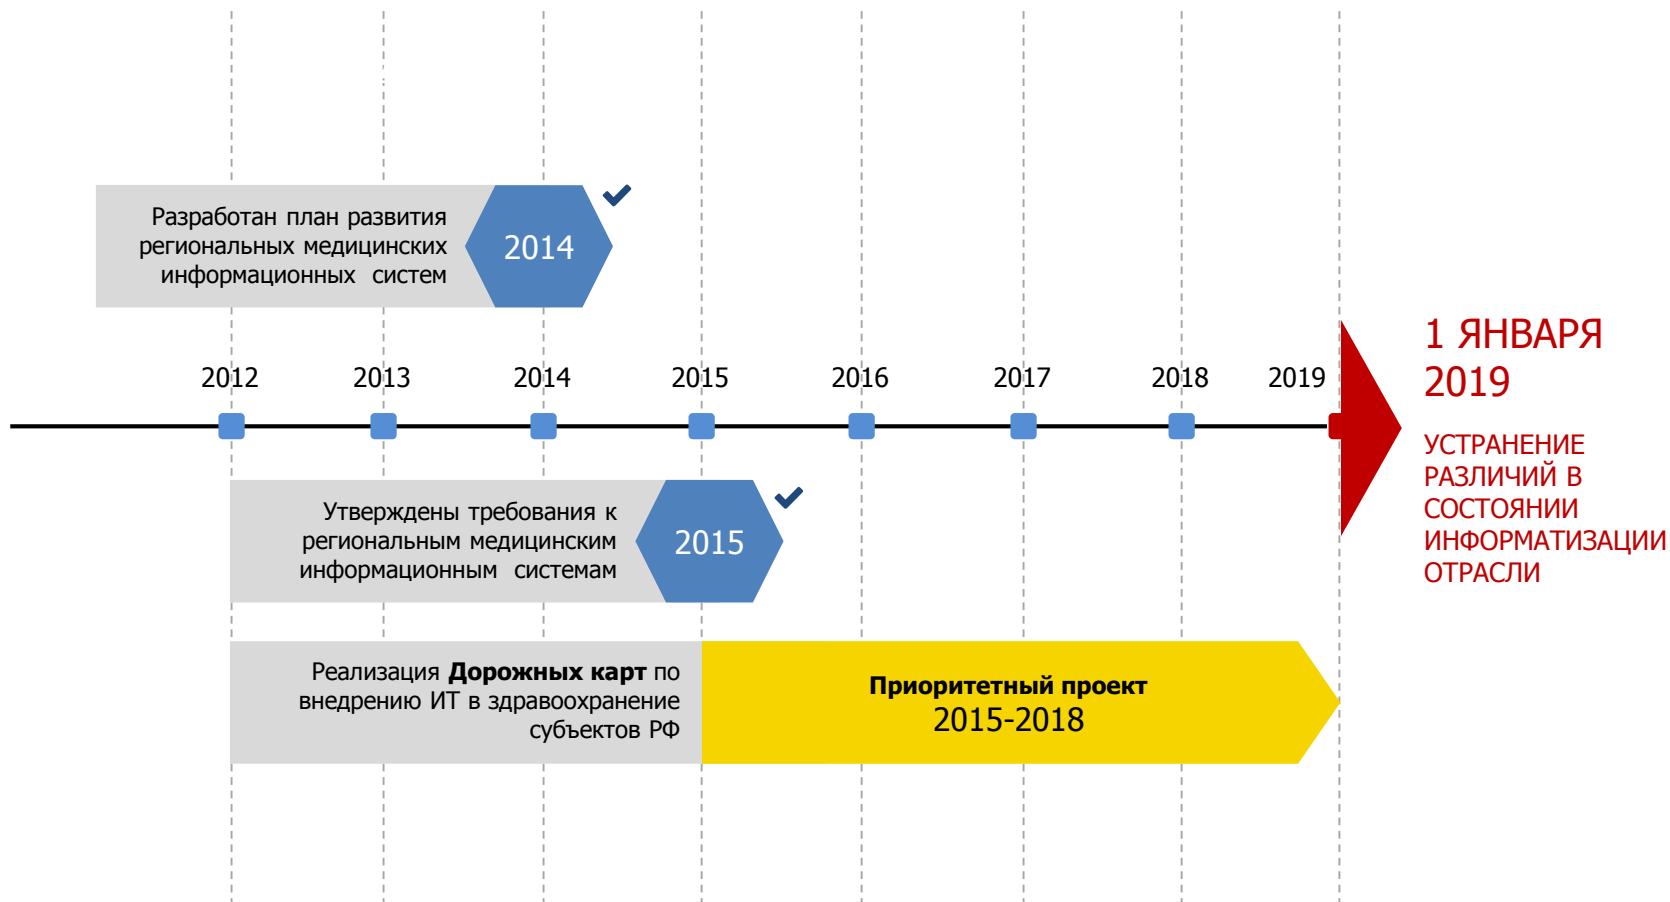 Разработан план развития
региональных медицинских
информационных систем
2014
2012 2013 2014 2015 2016 2017 2018 2019
1 ЯНВАРЯ
2019
УСТРАНЕНИЕ
РАЗЛИЧИЙ В
СОСТОЯНИИ
ИНФОРМАТИЗАЦИИ
ОТРАСЛИ
Утверждены требования к
региональным медицинским
информационным системам
2015
Реализация Дорожных карт по
внедрению ИТ в здравоохранение
субъектов РФ
Приоритетный проект
2015-2018